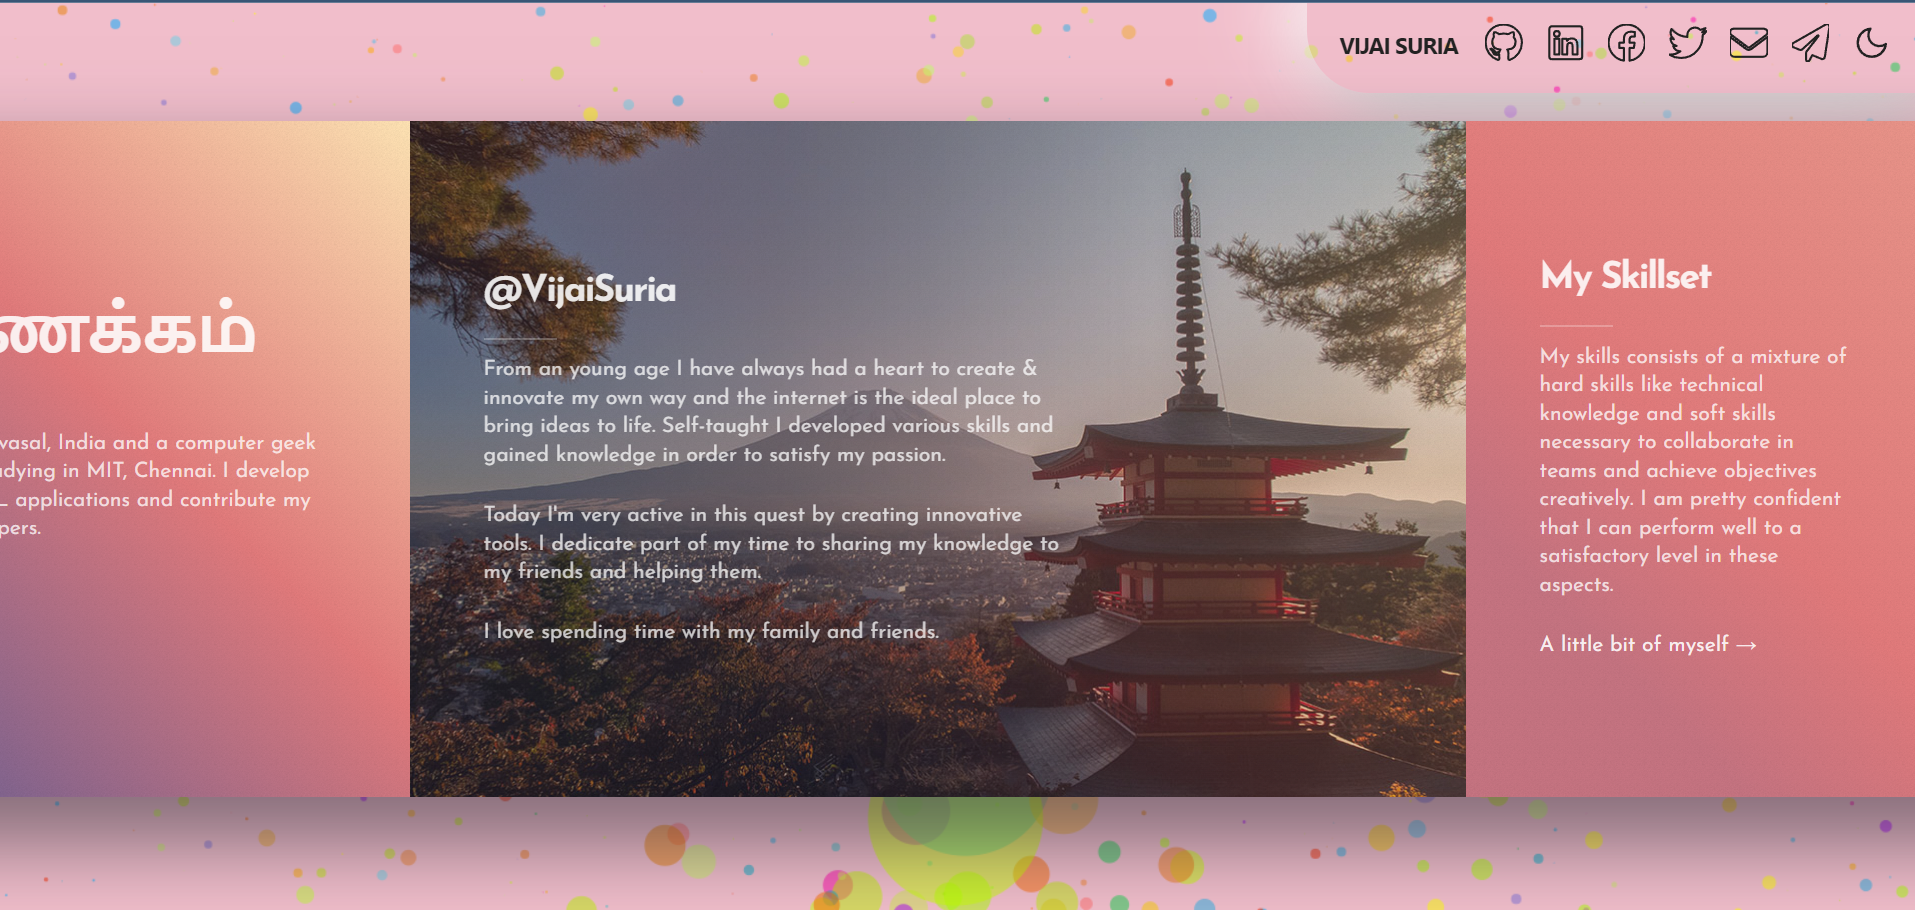 VIJAI SURIA
ணக்கம்
India and a computer geek
in MIT, Chennai. I develop
applications and contribute my
@VijaiSuria
From an young age I have always had a heart to create &
innovate my own way and the internet is the ideal place to
bring ideas to life. Self-taught I developed various skills and
gained knowledge in order to satisfy my passion.
Today I'm very active in this quest by creating innovative
tools. I dedicate part of my time to sharing my knowledge to
my friends and helping them.
I love spending time with my family and friends.
My Skillset
My skills consists of a mixture of
hard skills like technical
knowledge and soft skills
necessary to collaborate in
teams and achieve objectives
creatively. I am pretty confident
that I can perform well to a
satisfactory level in these
aspects.
A little bit of myself →